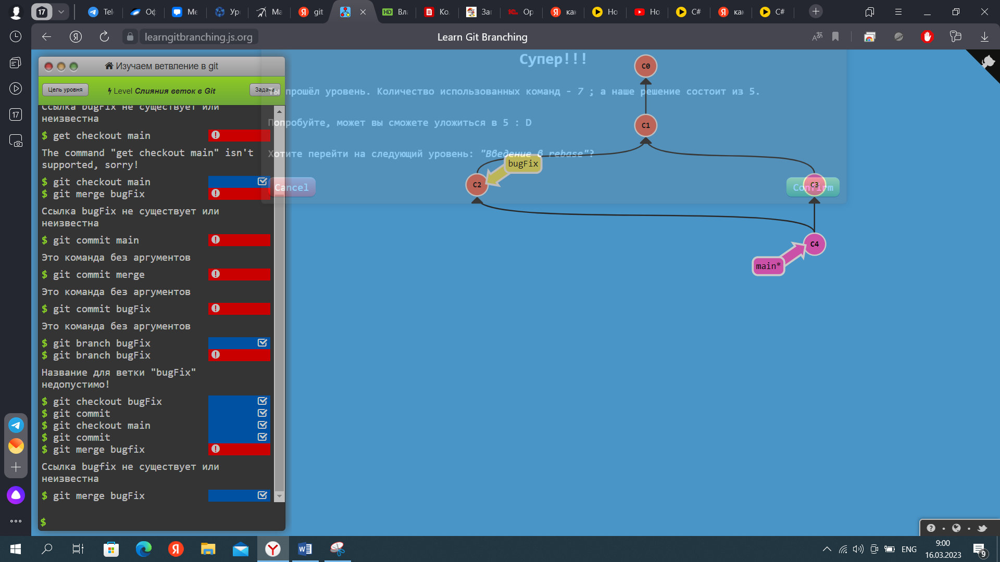 17
Tel
Оф
Ме
Ур
Ма
git
Вл
Ко
Заг
Ор
как
Но
Но
C#
как
C#
learngitbranching.js.org
Learn Git Branching
Изучаем ветвление в git
Цель уровня
Level Слияния веток в Git
Задача
Ссылка bugFix не существует или
неизвестна
$ get checkout main
The command "get checkout main" isn't
supported, sorry!
$ git checkout main
$ git merge bugFix
Ссылка bugFix не существует или
неизвестна
$ git commit main
Это команда без аргументов
$ git commit merge
Это команда без аргументов
$ git commit bugFix
Это команда без аргументов
$ git branch bugFix
$ git branch bugFix
Название для ветки "bugFix"
недопустимо!
$ git checkout bugFix
$ git commit
$ git checkout main
$ git commit
$ git merge bugfix
Ссылка bugfix не существует или
неизвестна
$ git merge bugFix
$
Супер!!!
Ты прошёл уровень. Количество использованных команд - 7 ; а наше решение состоит из 5.
Попробуйте, может вы сможете уложиться в 5 : D
Хотите перейти на следующий уровень: "Введение в rebase"?
Cancel
Confirm
C0
C1
bugFix
C2
C3
C4
main*
17
ENG
9:00
16.03.2023
9